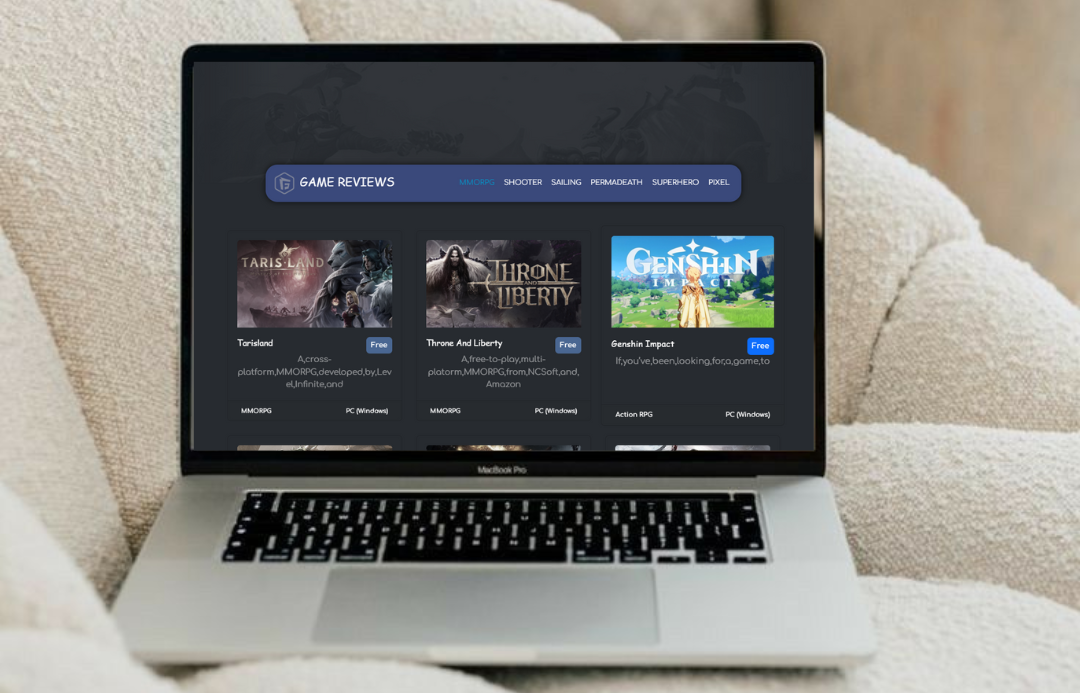 GAME REVIEWS
MMORPG SHOOTER SAILING PERMADEATH SUPERHERO PIXEL
TARISLAND
THRONE
AND
LIBERTY
GENSHIN
IMPACT
Tarisland
Free
A,cross-
platform,MMORPG,developed,by,Lev
el,Infinite,and
MMORPG
PC (Windows)
Throne And Liberty
Free
A,free-to-play,multi-
platorm,MMORPG,from,NCSoft,and,
Amazon
MMORPG
PC (Windows)
Genshin Impact
Free
If,you've,been,looking,for,a,game,to
Action RPG
PC (Windows)
MacBook Pro